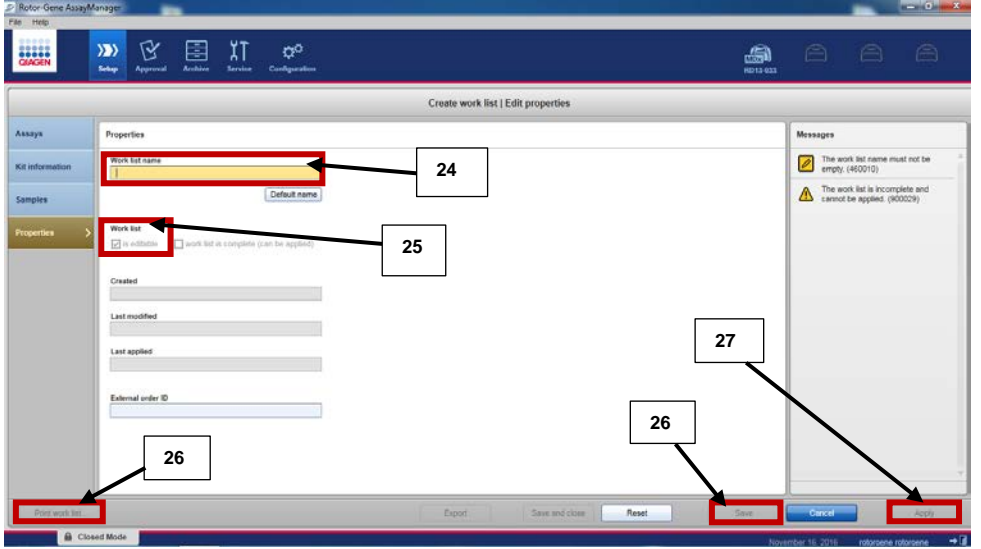 Rotor-Gene AssayManager
File Help
QIAGEN
Setup Approval Archive Service Configuration
RD13-033
Create work list | Edit properties
Assays
Kit information
Samples
Properties
Properties
Work list name
Default name
Work list
is editable
work list is complete (can be applied)
Created
Last modified
Last applied
External order ID
24
25
26
26
27
Messages
The work list name must not be
empty. (460010)
The work list is incomplete and
cannot be applied. (900029)
Print work list...
Export
Save and close
Reset
Save
Cancel
Apply
Closed Mode
November 16, 2016
rotorgene rotorgene